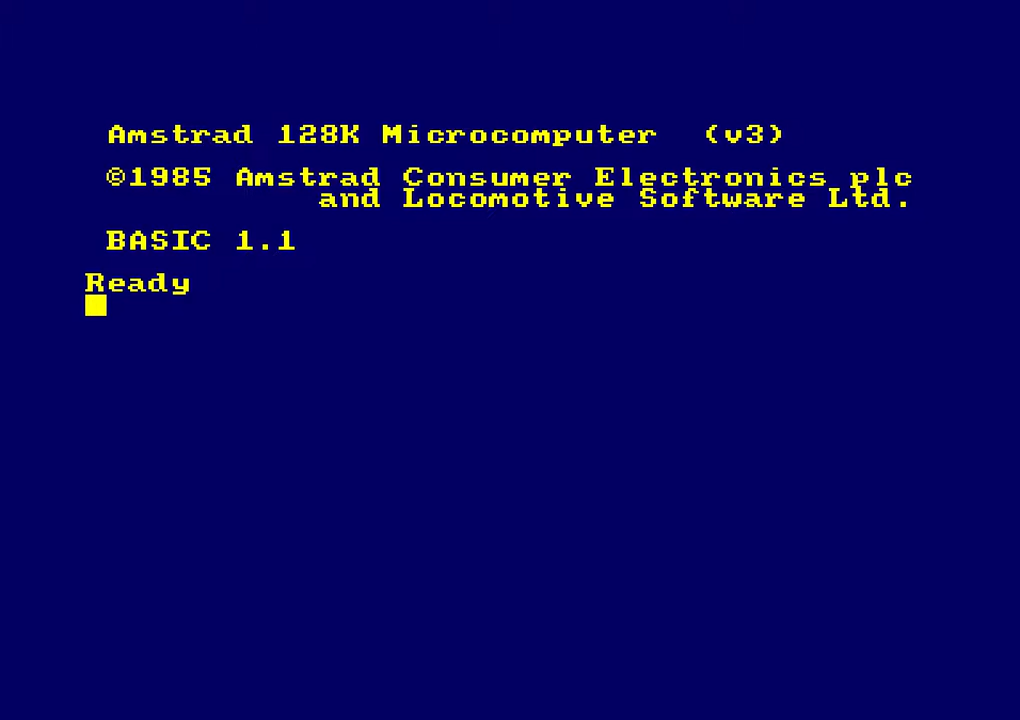 Amstrad 128K Microcomputer (v3)
©1985 Amstrad Consumer Electronics plc
and Locomotive Software Ltd.
BASIC 1.1
Ready